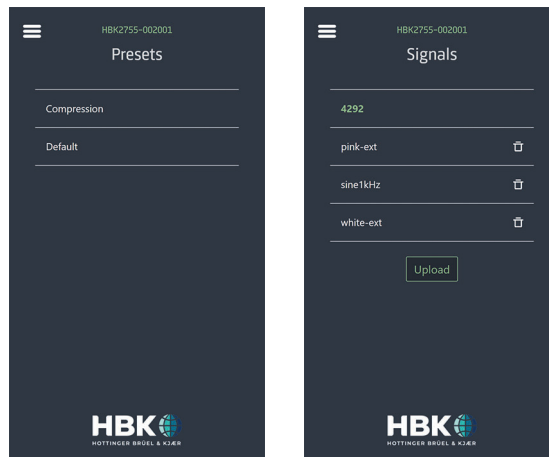 HBK2755-002001
Presets
Compression
Default
HBK
HOTTINGER BRÜEL & KJÆR
HBK2755-002001
Signals
4292
pink-ext
sine1kHz
white-ext
Upload
HBK
HOTTINGER BRÜEL & KJÆR